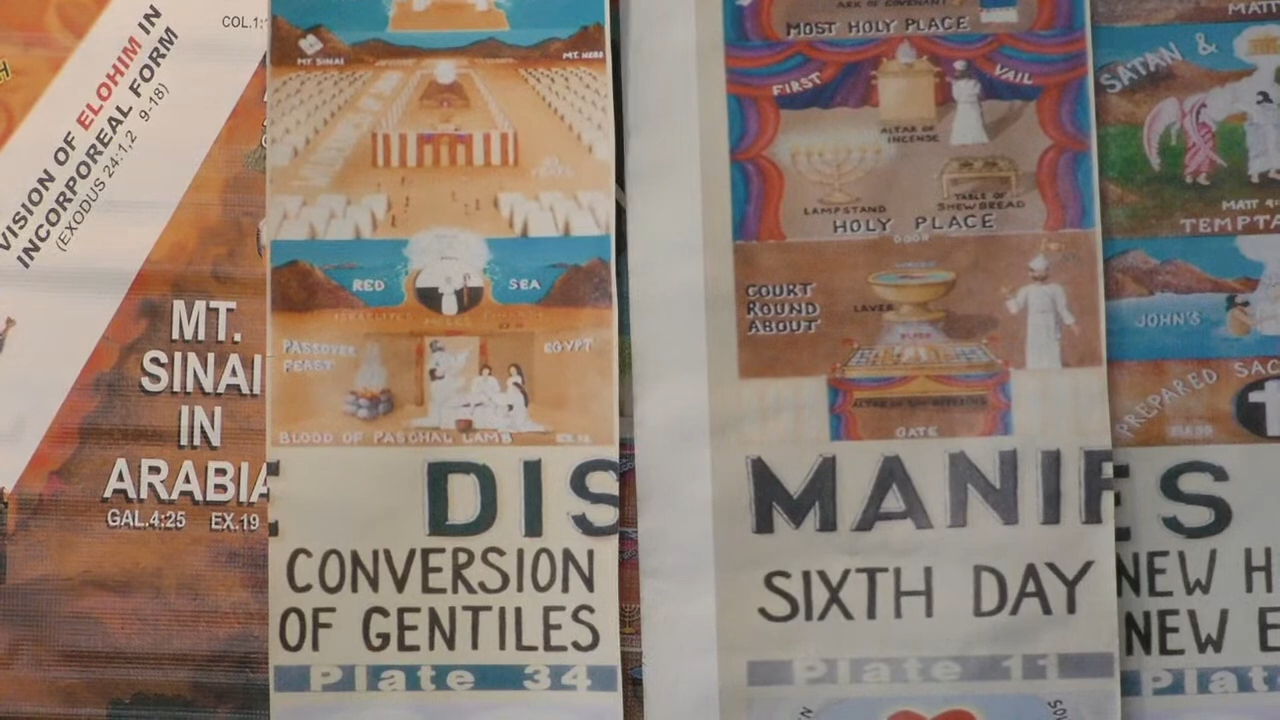 COL.1:1
VISION OF ELOHIM IN
INCORPOREAL FORM
(EXODUS 24:1,2 9-18)
MT.
SINAI
IN
ARABIA
GAL.4:25 EX.19
MT. SINAI
MT. HERB
RED SEA
PASSOVER
FEAST
EGYPT
BLOOD OF PASCHAL LAMB
DIS
CONVERSION
OF GENTILES
Plate 34
ARK OF COVENANT
MOST HOLY PLACE
FIRST VAIL
ALTAR OF
INCENSE
LAMPSTAND
TABLE OF
SHEWBREAD
HOLY PLACE
DOOR
COURT
ROUND
ABOUT
LAVER
GATE
MANIF
SIXTH DAY
Plate 11
MATT
SATAN &
MATT 4:
TEMPTA
JOHN'S
PREPARED SAC
ES
NEW H
NEW E
Plat